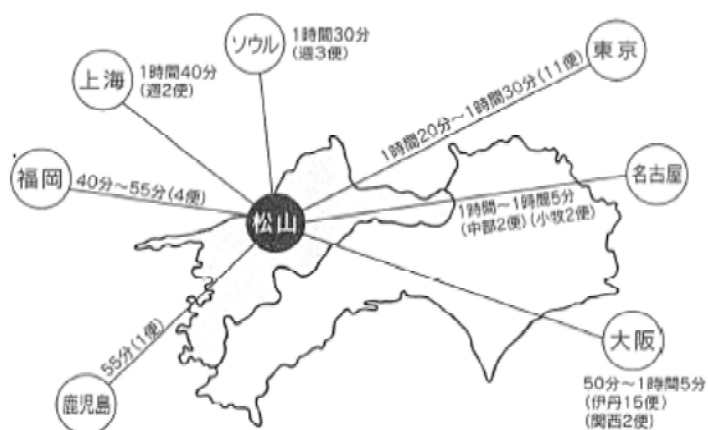 ソウル
1時間30分
(週3便)
上海
1時間40分
(週2便)
東京
1時間20分～1時間30分(11便)
福岡
40分～55分(4便)
名古屋
1時間～1時間5分
(中部2便)(小牧2便)
松山
大阪
50分～1時間5分
(伊丹15便)
(関西2便)
鹿児島
55分(1便)